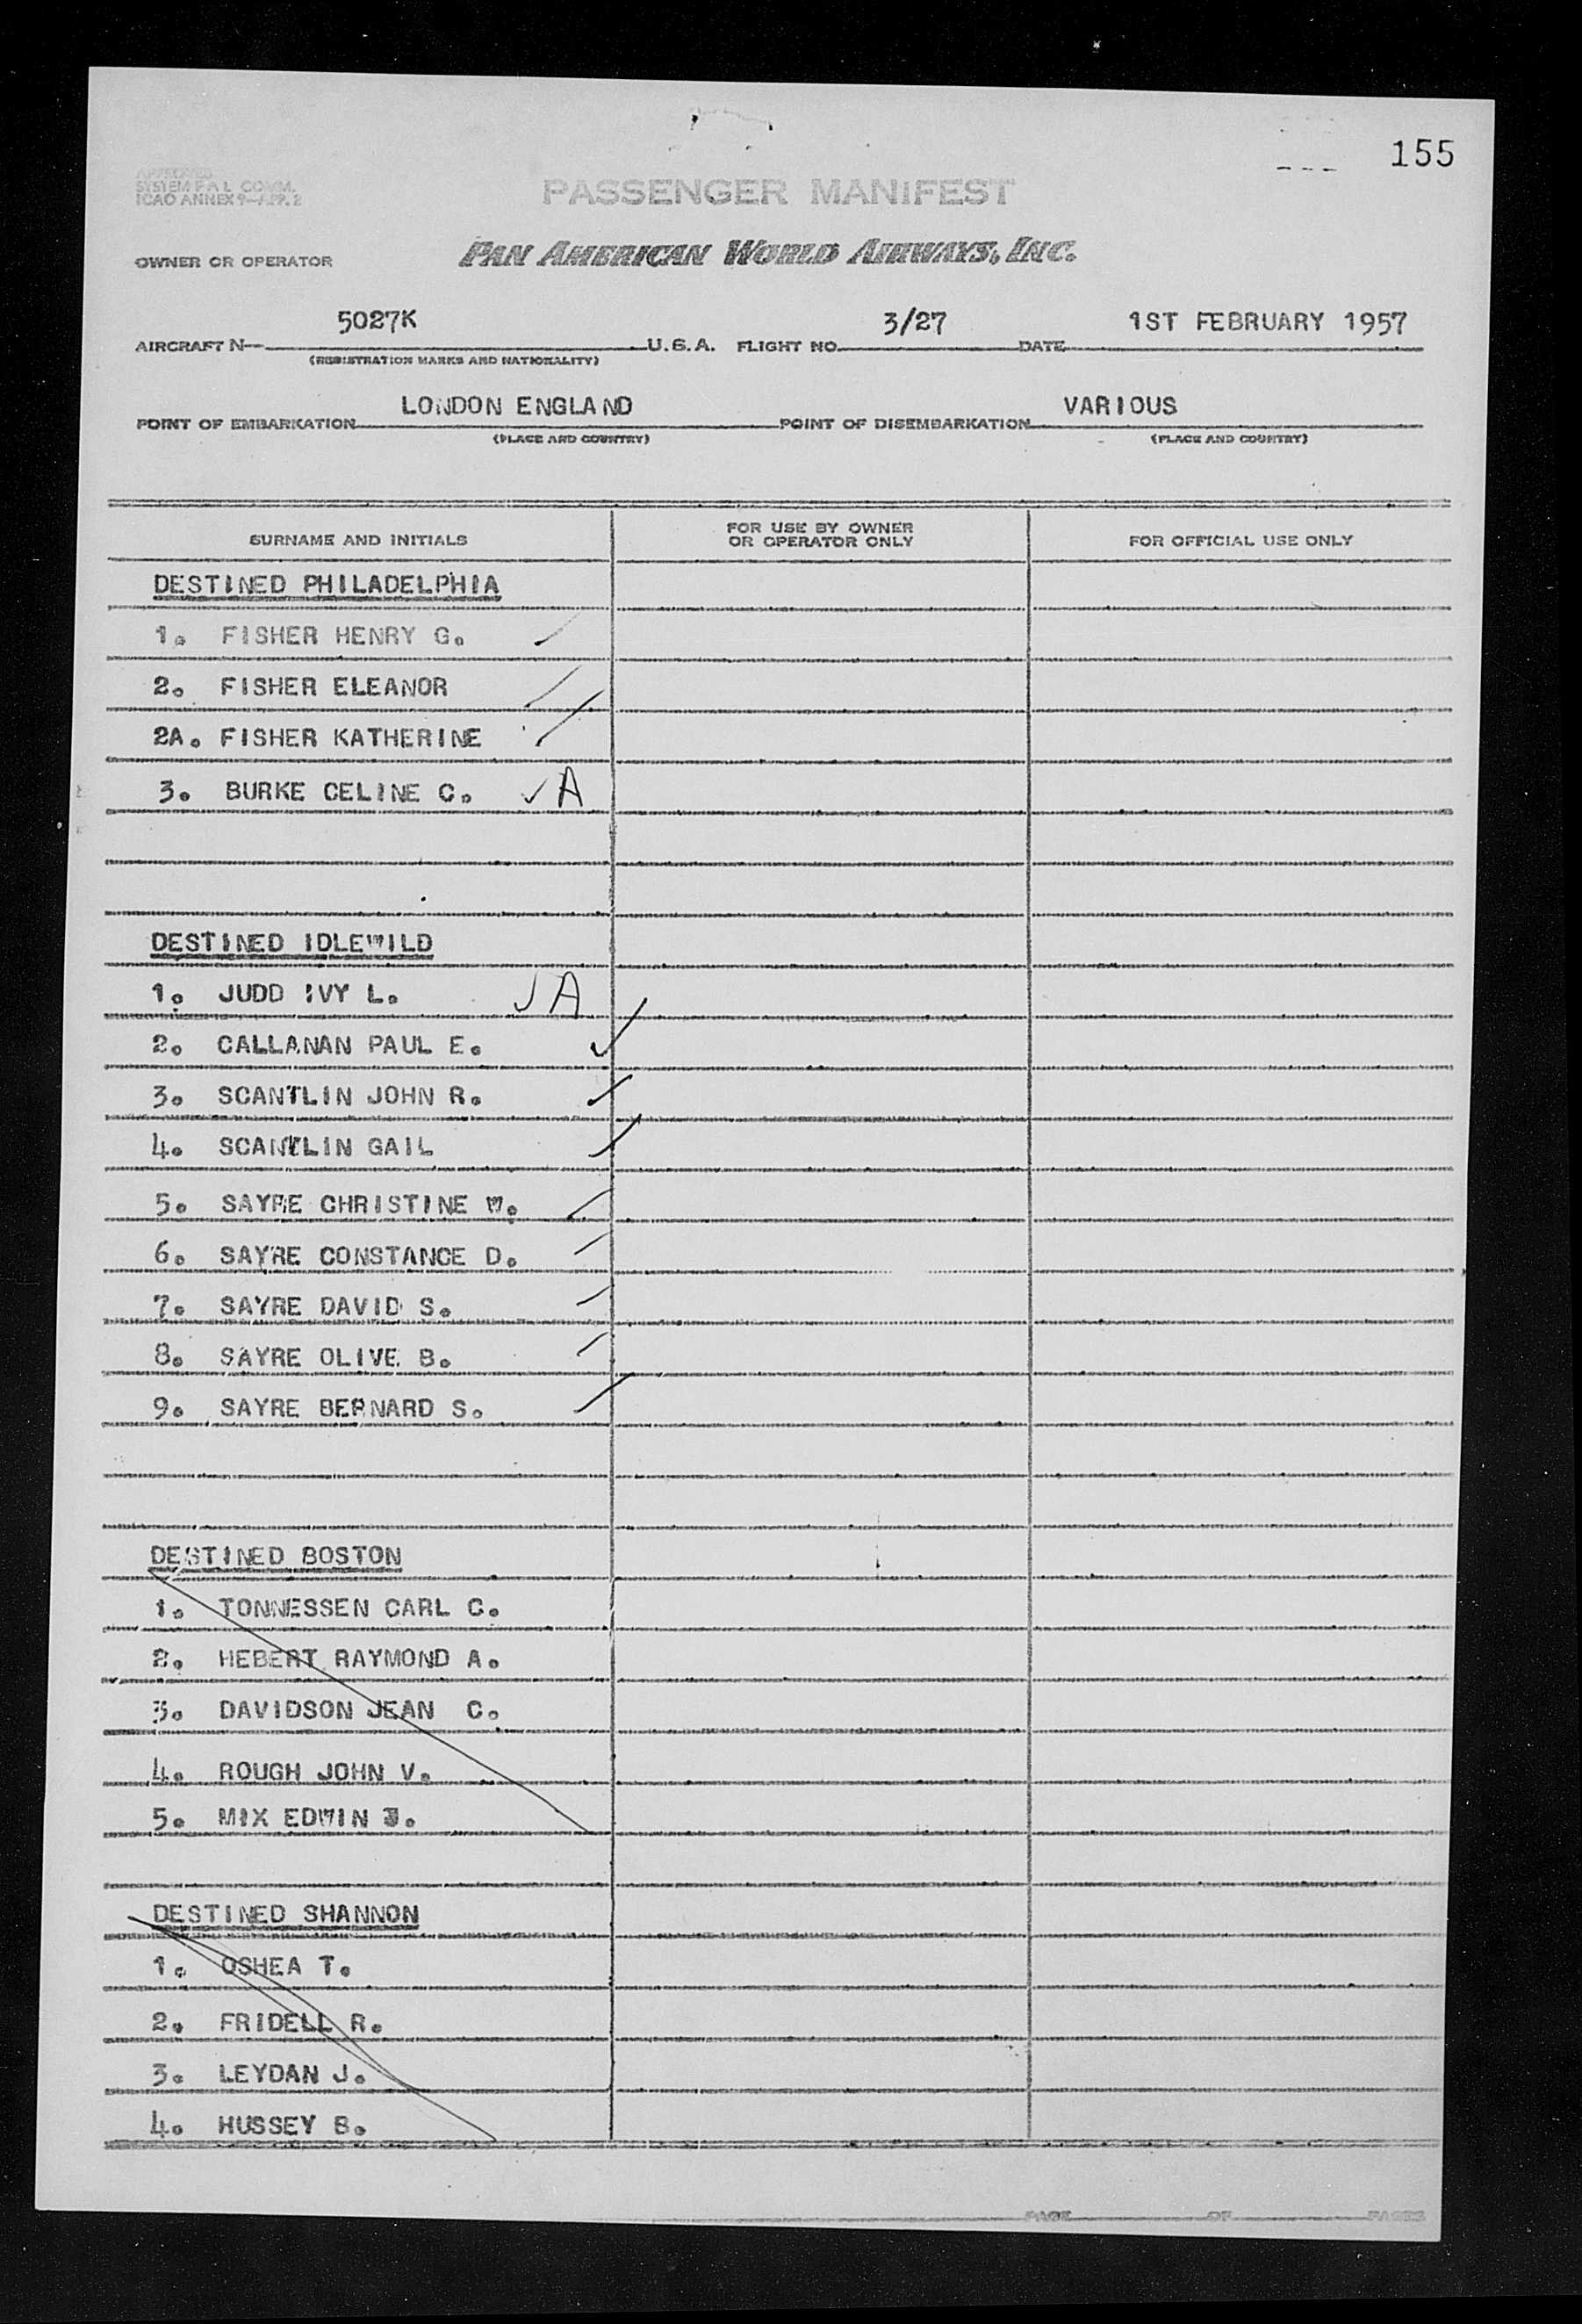 155
APPROVED
SYSTEM F A L COMM.
ICAO ANNEX 9-APP. 2
PASSENGER MANIFEST
OWNER OR OPERATOR PAN AMERICAN WORLD AIRWAYS, INC.
5027K 3/27 1ST FEBRUARY 1957
AIRCRAFT N- U.S.A. FLIGHT NO. DATE
(REGISTRATION MARKS AND NATIONALITY)
LONDON ENGLAND VARIOUS
POINT OF EMBARKATION POINT OF DISEMBARKATION
(PLACE AND COUNTRY) (PLACE AND COUNTRY)
SURNAME AND INITIALS FOR USE BY OWNER OR OPERATOR ONLY FOR OFFICIAL USE ONLY
DESTINED PHILADELPHIA
1. FISHER HENRY G.
2. FISHER ELEANOR
2A. FISHER KATHERINE
3. BURKE CELINE C. ✓ A
DESTINED IDLEWILD
1. JUDD IVY L. ✓ A
2. CALLANAN PAUL E. ✓
3. SCANTLIN JOHN R. ✓
4. SCANTLIN GAIL ✓
5. SAYRE CHRISTINE W.
6. SAYRE CONSTANCE D.
7. SAYRE DAVID S.
8. SAYRE OLIVE B.
9. SAYRE BERNARD S.
DESTINED BOSTON
1. TONNESSEN CARL C.
2. HEBERT RAYMOND A.
3. DAVIDSON JEAN C.
4. ROUGH JOHN V.
5. MIX EDWIN J.
DESTINED SHANNON
1. OSHEA T.
2. FRIDELL R.
3. LEYDAN J.
4. HUSSEY B.
PAGE OF PAGES